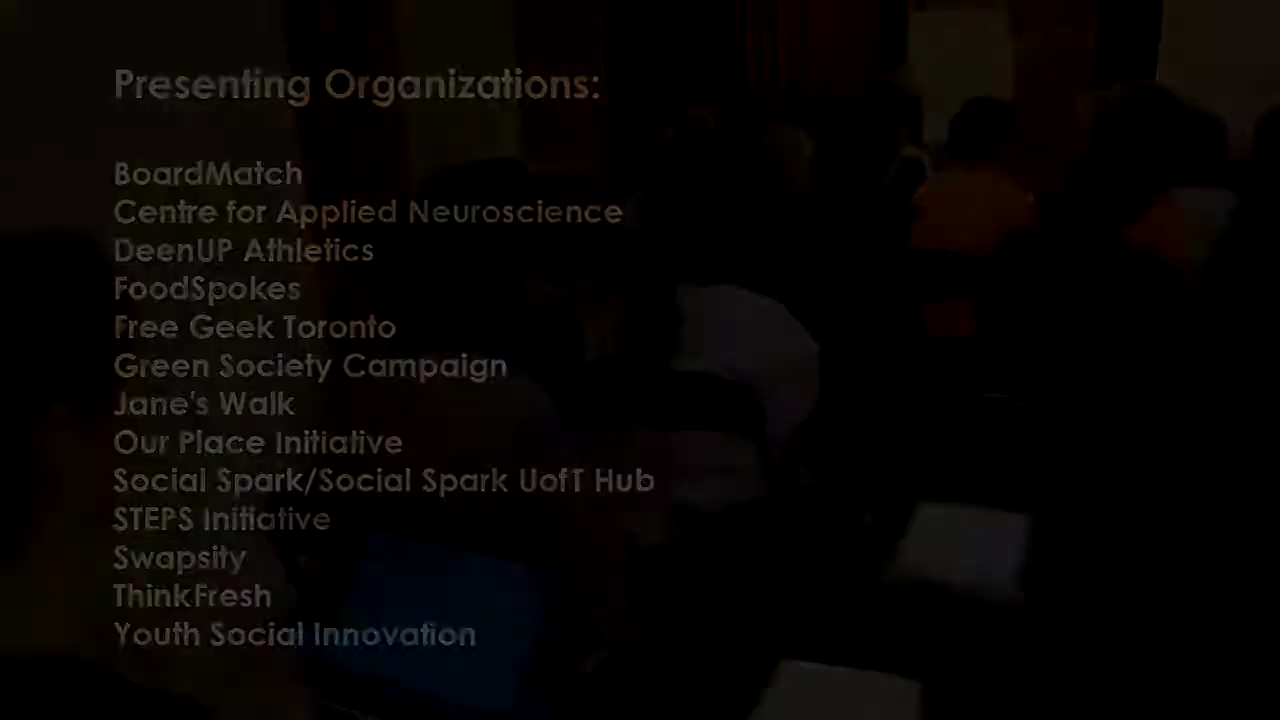 Presenting Organizations:
BoardMatch
Centre for Applied Neuroscience
DeenUP Athletics
FoodSpokes
Free Geek Toronto
Green Society Campaign
Jane's Walk
Our Place Initiative
Social Spark/Social Spark UofT Hub
STEPS Initiative
Swapsity
ThinkFresh
Youth Social Innovation